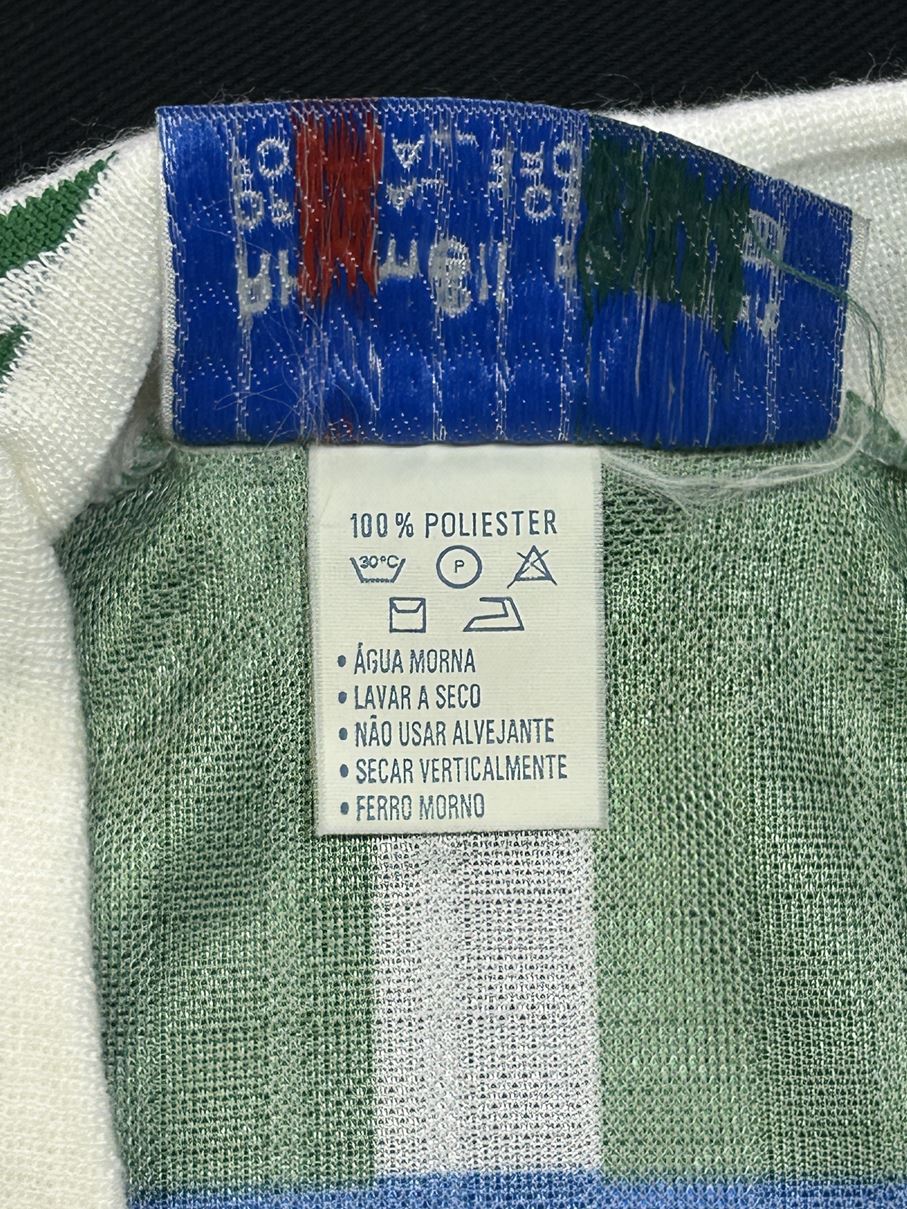 100 % POLIESTER
30°C P
• ÁGUA MORNA
• LAVAR A SECO
• NÃO USAR ALVEJANTE
• SECAR VERTICALMENTE
• FERRO MORNO